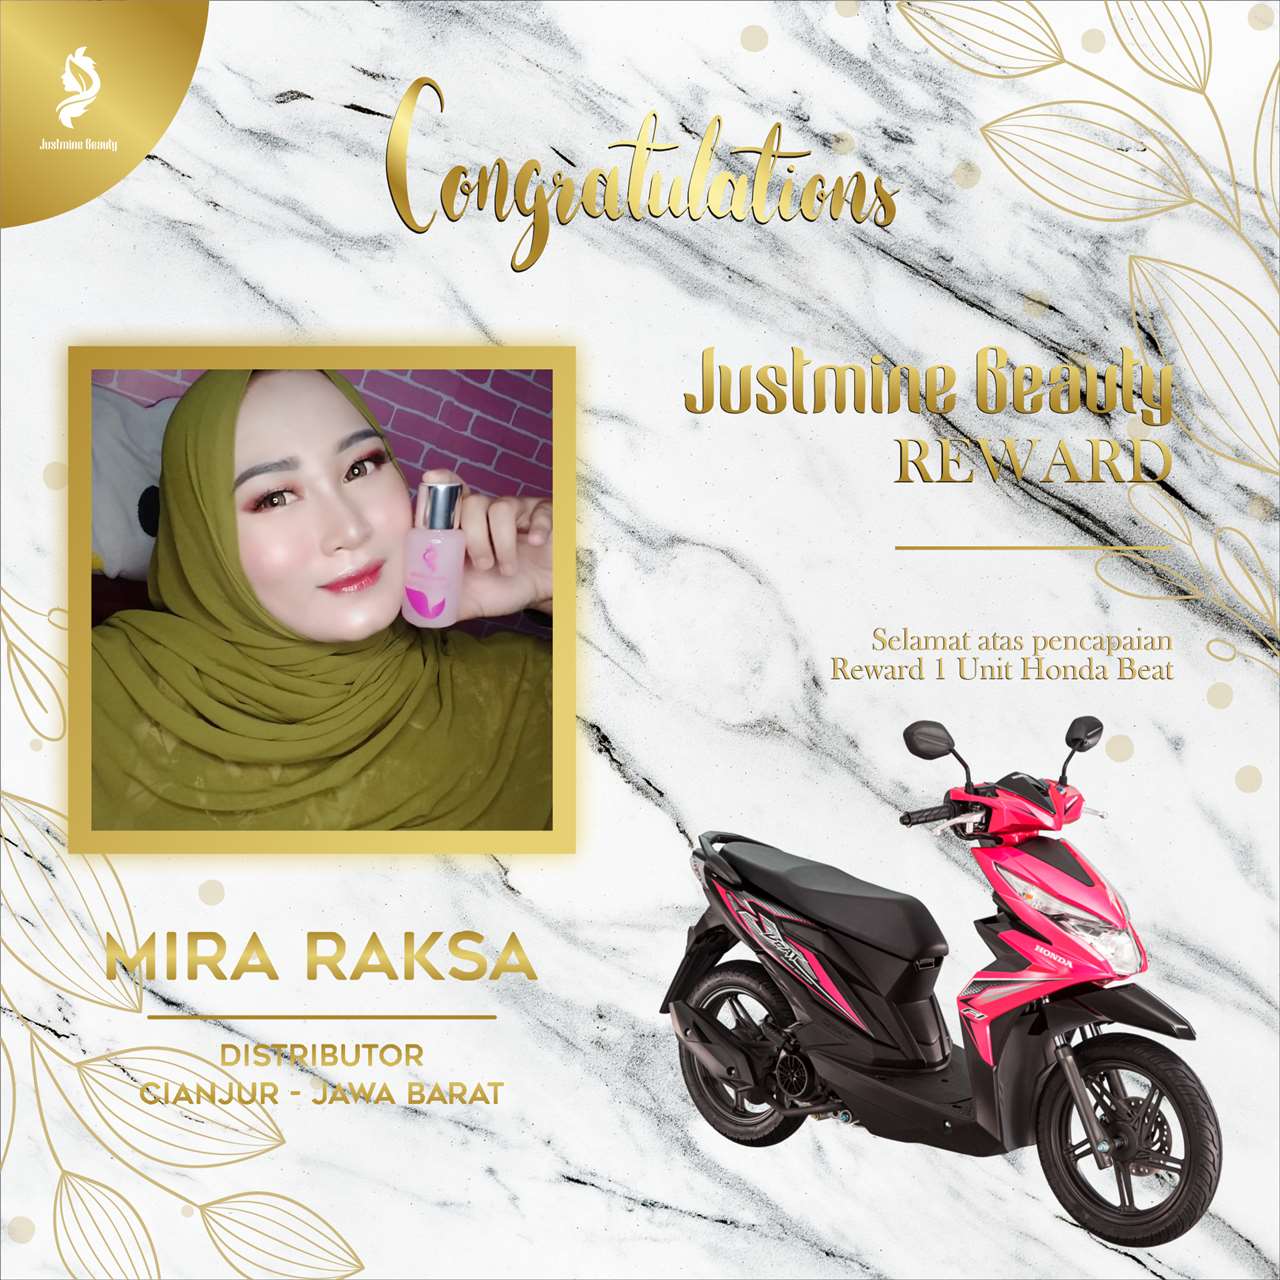 Justmine Beauty
Congratulations
Justmine Beauty
REWARD
Selamat atas pencapaian
Reward 1 Unit Honda Beat
HONDA
MIRA RAKSA
DISTRIBUTOR
CIANJUR - JAWA BARAT